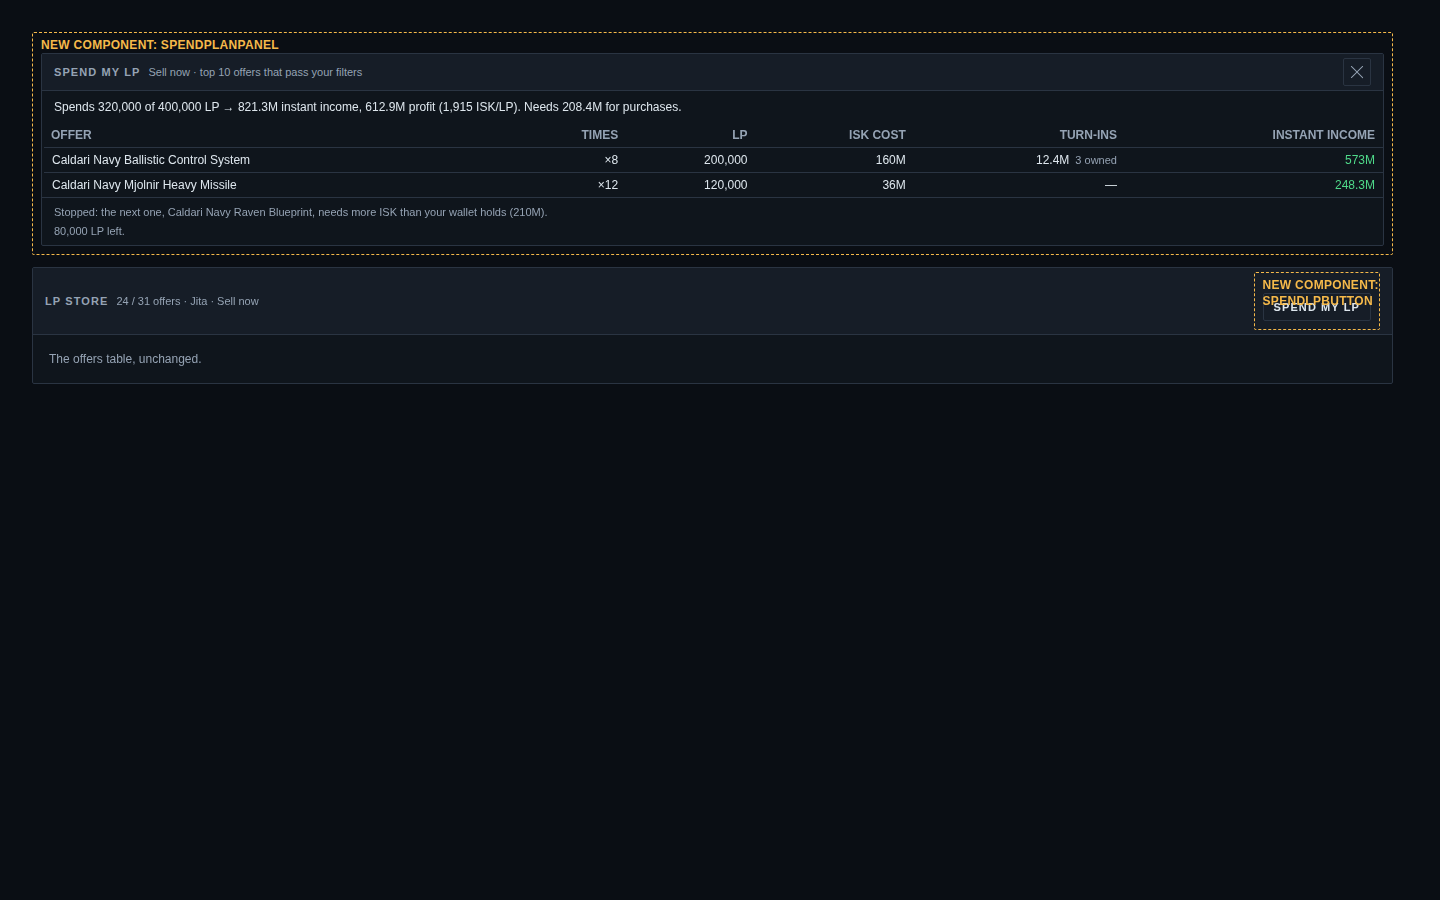 NEW COMPONENT: SPENDPLANPANEL
SPEND MY LP Sell now · top 10 offers that pass your filters
Spends 320,000 of 400,000 LP → 821.3M instant income, 612.9M profit (1,915 ISK/LP). Needs 208.4M for purchases.
OFFER TIMES LP ISK COST TURN-INS INSTANT INCOME
Caldari Navy Ballistic Control System ×8 200,000 160M 12.4M 3 owned 573M
Caldari Navy Mjolnir Heavy Missile ×12 120,000 36M — 248.3M
Stopped: the next one, Caldari Navy Raven Blueprint, needs more ISK than your wallet holds (210M).
80,000 LP left.
LP STORE 24 / 31 offers · Jita · Sell now
NEW COMPONENT:
SPENDLPBUTTON
SPEND MY LP
The offers table, unchanged.